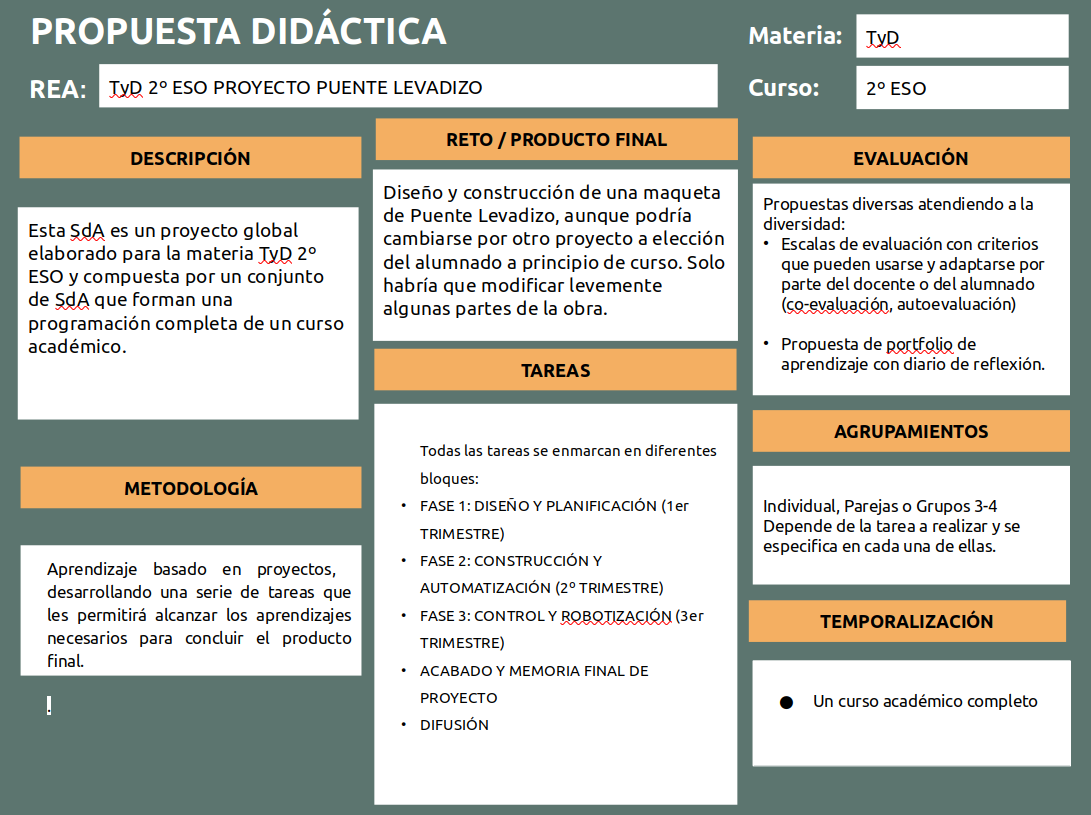 PROPUESTA DIDÁCTICA
Materia:
TyD
REA:
TyD 2º ESO PROYECTO PUENTE LEVADIZO
Curso:
2º ESO
DESCRIPCIÓN
Esta SdA es un proyecto global
elaborado para la materia TyD 2º
ESO y compuesta por un conjunto
de SdA que forman una
programación completa de un curso
académico.
METODOLOGÍA
Aprendizaje basado en proyectos,
desarrollando una serie de tareas que
les permitirá alcanzar los aprendizajes
necesarios para concluir el producto
final.
.
RETO / PRODUCTO FINAL
Diseño y construcción de una maqueta
de Puente Levadizo, aunque podría
cambiarse por otro proyecto a elección
del alumnado a principio de curso. Solo
habría que modificar levemente
algunas partes de la obra.
TAREAS
Todas las tareas se enmarcan en diferentes
bloques:
• FASE 1: DISEÑO Y PLANIFICACIÓN (1er
TRIMESTRE)
• FASE 2: CONSTRUCCIÓN Y
AUTOMATIZACIÓN (2º TRIMESTRE)
• FASE 3: CONTROL Y ROBOTIZACIÓN (3er
TRIMESTRE)
• ACABADO Y MEMORIA FINAL DE
PROYECTO
• DIFUSIÓN
EVALUACIÓN
Propuestas diversas atendiendo a la
diversidad:
• Escalas de evaluación con criterios
que pueden usarse y adaptarse por
parte del docente o del alumnado
(co-evaluación, autoevaluación)
• Propuesta de portfolio de
aprendizaje con diario de reflexión.
AGRUPAMIENTOS
Individual, Parejas o Grupos 3-4
Depende de la tarea a realizar y se
especifica en cada una de ellas.
TEMPORALIZACIÓN
● Un curso académico completo